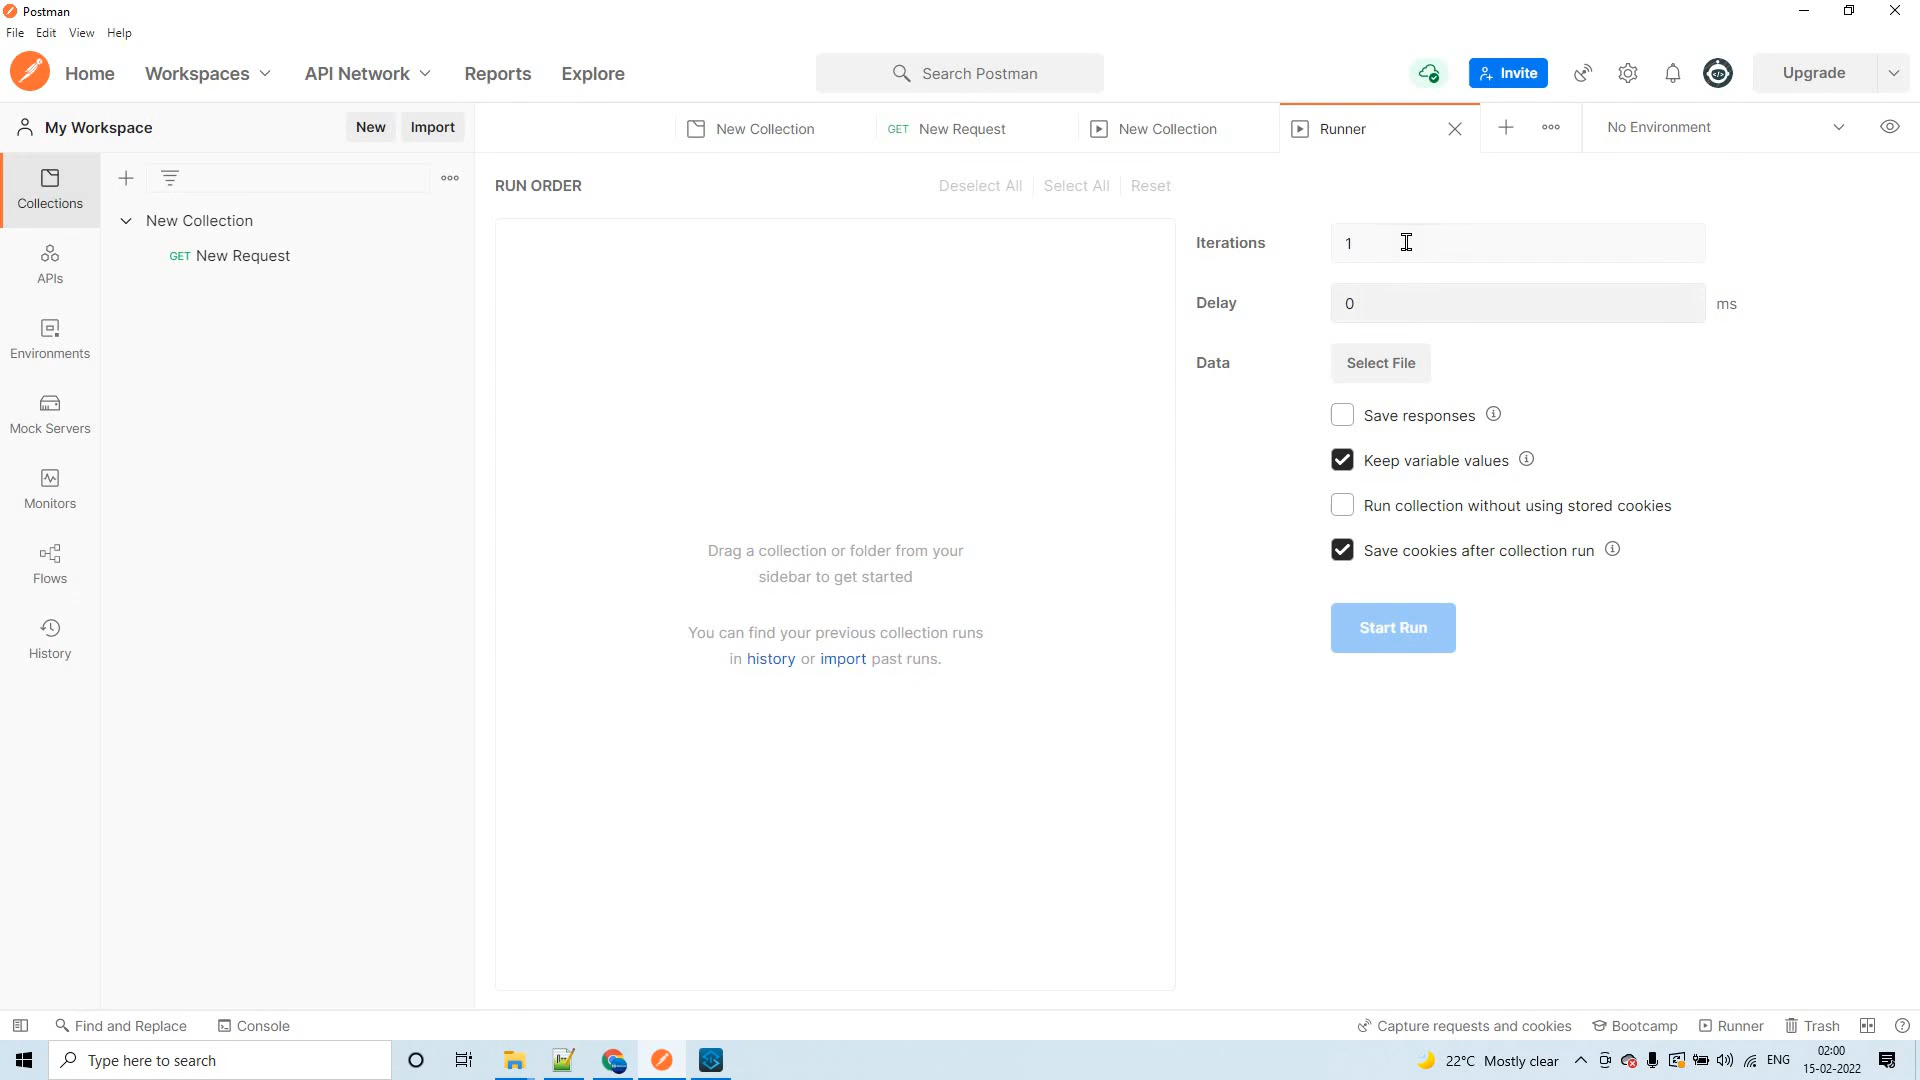 Postman
File Edit View Help
Home Workspaces API Network Reports Explore Search Postman Invite Upgrade
My Workspace New Import
New Collection GET New Request New Collection Runner No Environment
Collections
APIs
Environments
Mock Servers
Monitors
Flows
History
New Collection
GET New Request
RUN ORDER Deselect All Select All Reset
Drag a collection or folder from your
sidebar to get started
You can find your previous collection runs
in history or import past runs.
Iterations 1
Delay 0 ms
Data Select File
Save responses
Keep variable values
Run collection without using stored cookies
Save cookies after collection run
Start Run
Find and Replace Console Capture requests and cookies Bootcamp Runner Trash
Type here to search 22°C Mostly clear ENG 02:00
15-02-2022